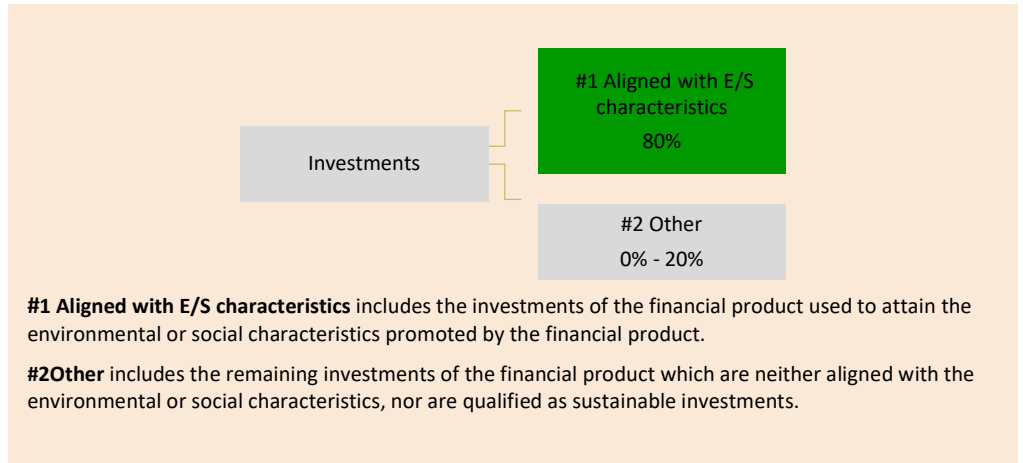 #1 Aligned with E/S
characteristics
80%
Investments
#2 Other
0% - 20%
#1 Aligned with E/S characteristics includes the investments of the financial product used to attain the
environmental or social characteristics promoted by the financial product.
#2Other includes the remaining investments of the financial product which are neither aligned with the
environmental or social characteristics, nor are qualified as sustainable investments.